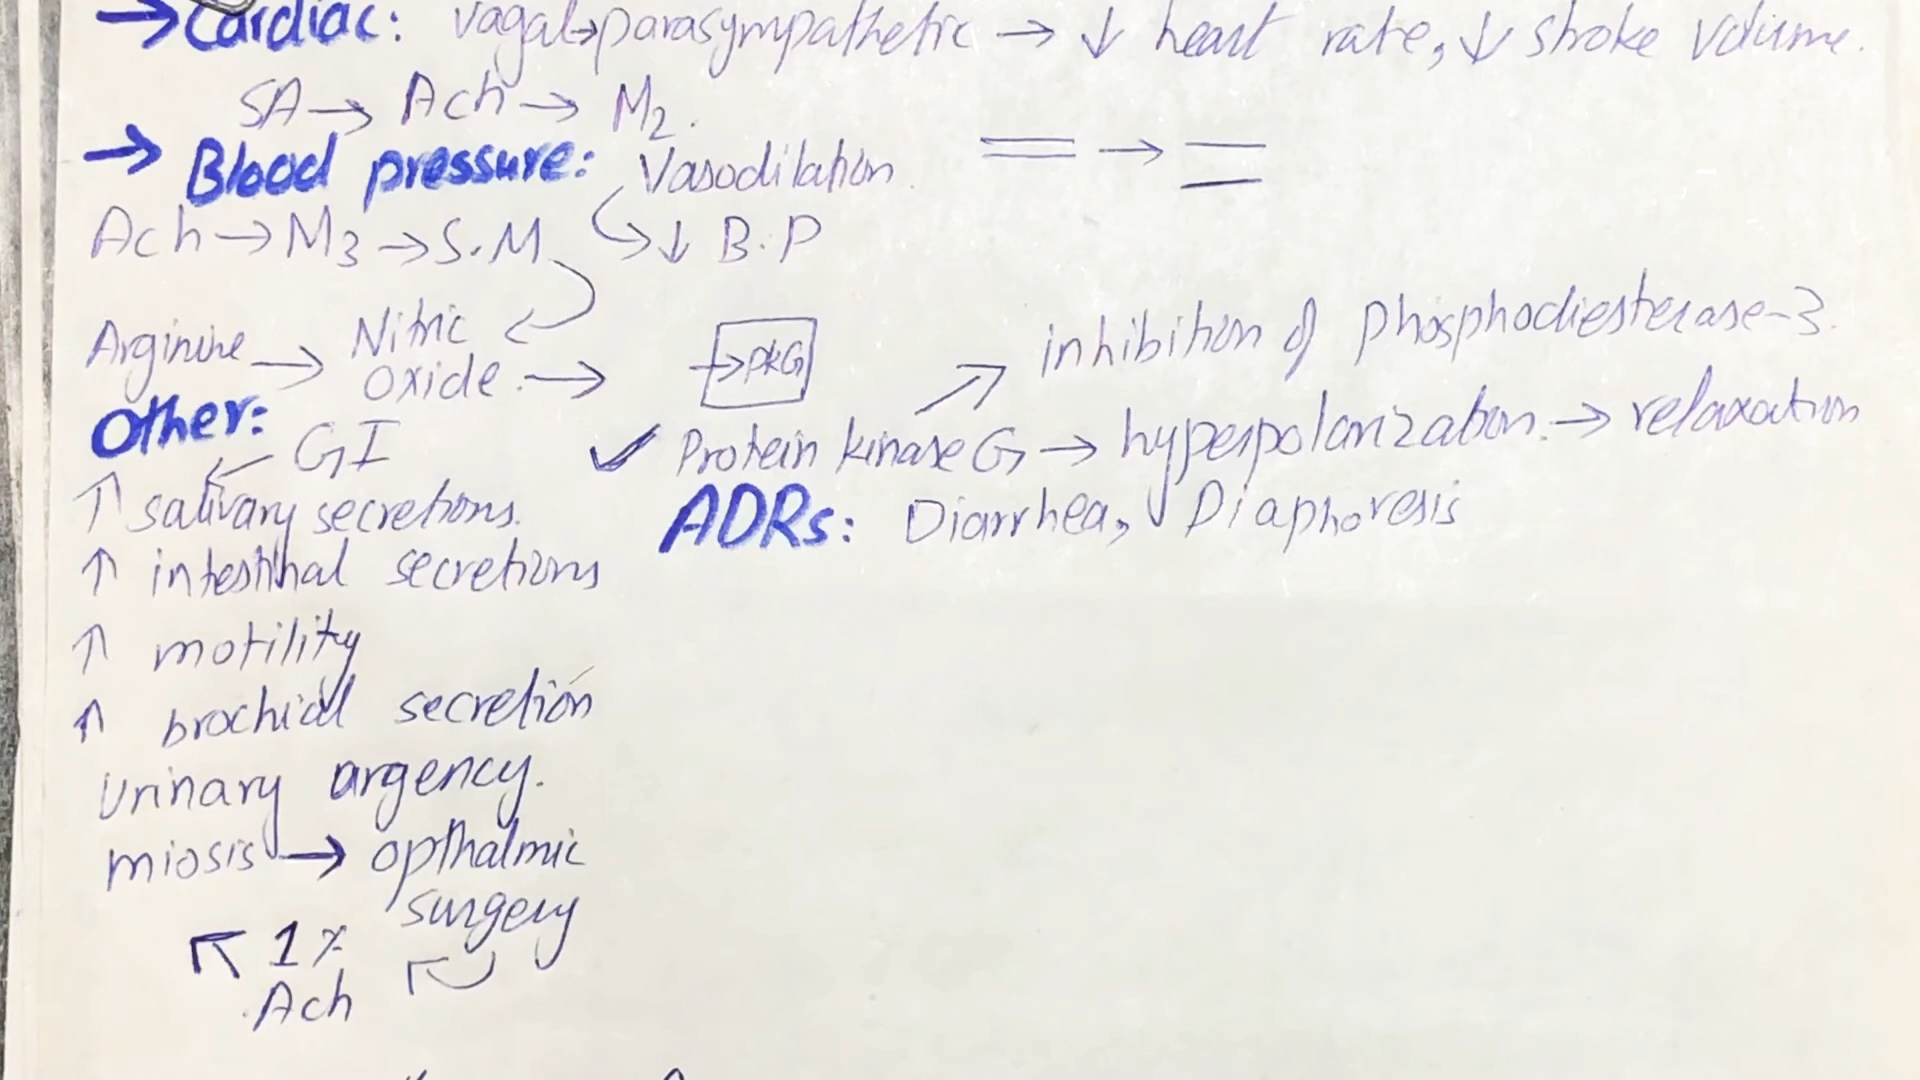 → Cardiac: vagal→parasympathetic → ↓ heart rate, ↓ stroke volume.
SA → Ach → M2.
→ Blood pressure: Vasodilation
Ach → M3 → S.M ↓ B.P
Arginine → Nitric oxide. → → PKG
inhibition of phosphodiesterase-3.
✓ Protein kinase G → hyperpolarization. → relaxation
Other:
GI
↑ salivary secretions.
ADRs: Diarrhea, Diaphoresis
↑ intestinal secretions
↑ motility
↑ brochial secretion
Urinary argency.
miosis → opthalmic
surgery
1%
Ach